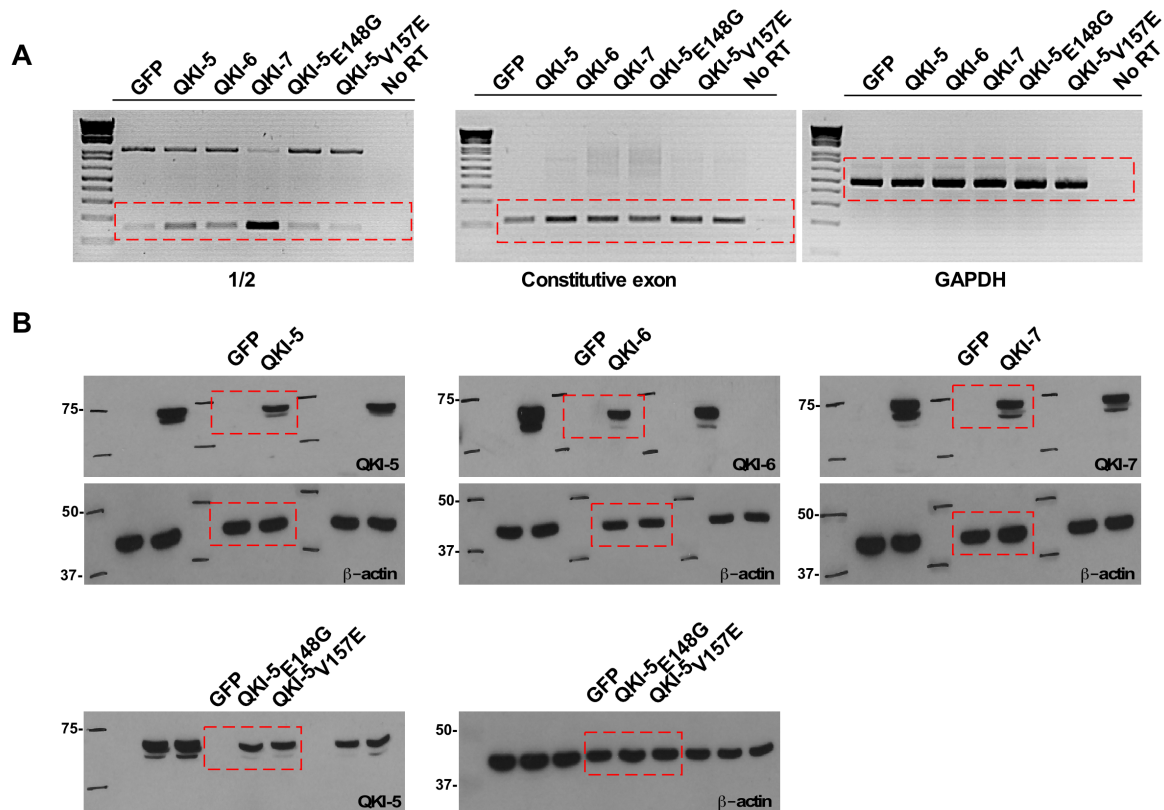 A
GFP QKI-5 QKI-6 QKI-7 QKI-5E148G QKI-5V157E No RT
GFP QKI-5 QKI-6 QKI-7 QKI-5E148G QKI-5V157E No RT
GFP QKI-5 QKI-6 QKI-7 QKI-5E148G QKI-5V157E No RT
1/2
Constitutive exon
GAPDH
B
GFP QKI-5
GFP QKI-6
GFP QKI-7
75-
QKI-5
75-
QKI-6
75-
QKI-7
50-
37-
β-actin
50-
37-
β-actin
50-
37-
β-actin
GFP QKI-5E148G QKI-5V157E
GFP QKI-5E148G QKI-5V157E
75-
QKI-5
50-
37-
β-actin